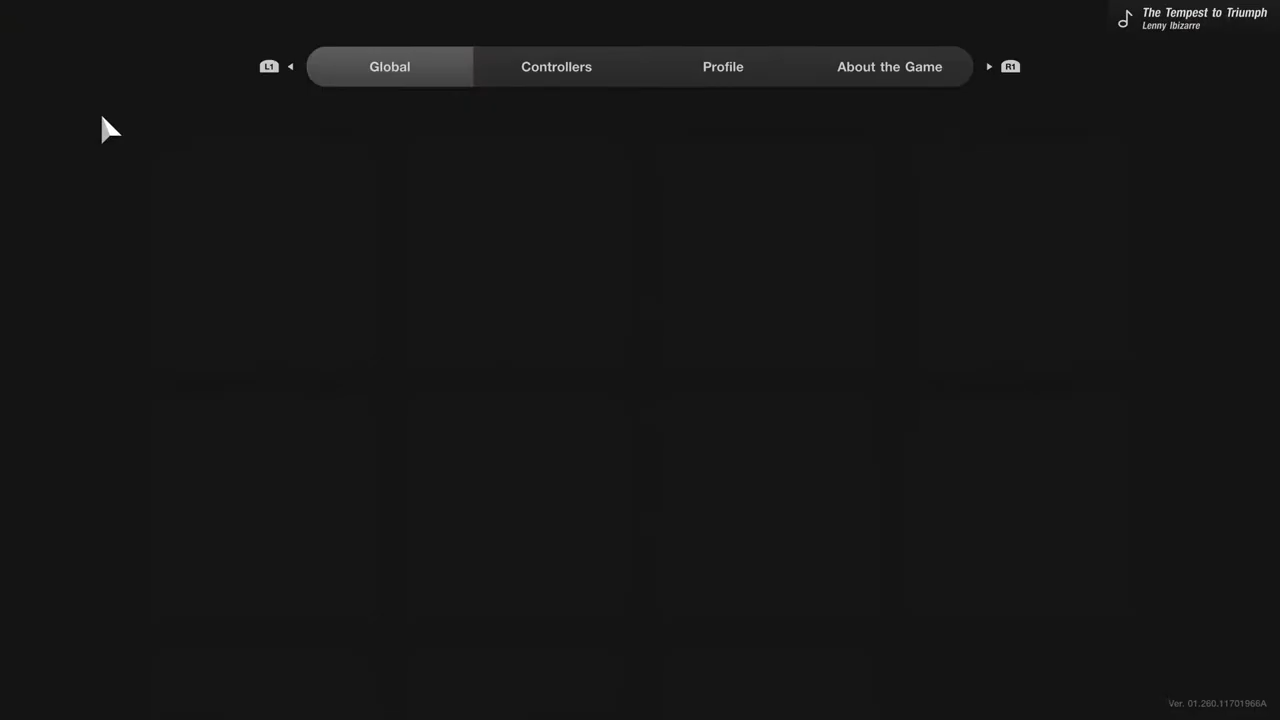 The Tempest to Triumph
Lenny Ibizarre
L1 Global Controllers Profile About the Game R1
Ver. 01.260.11701966A